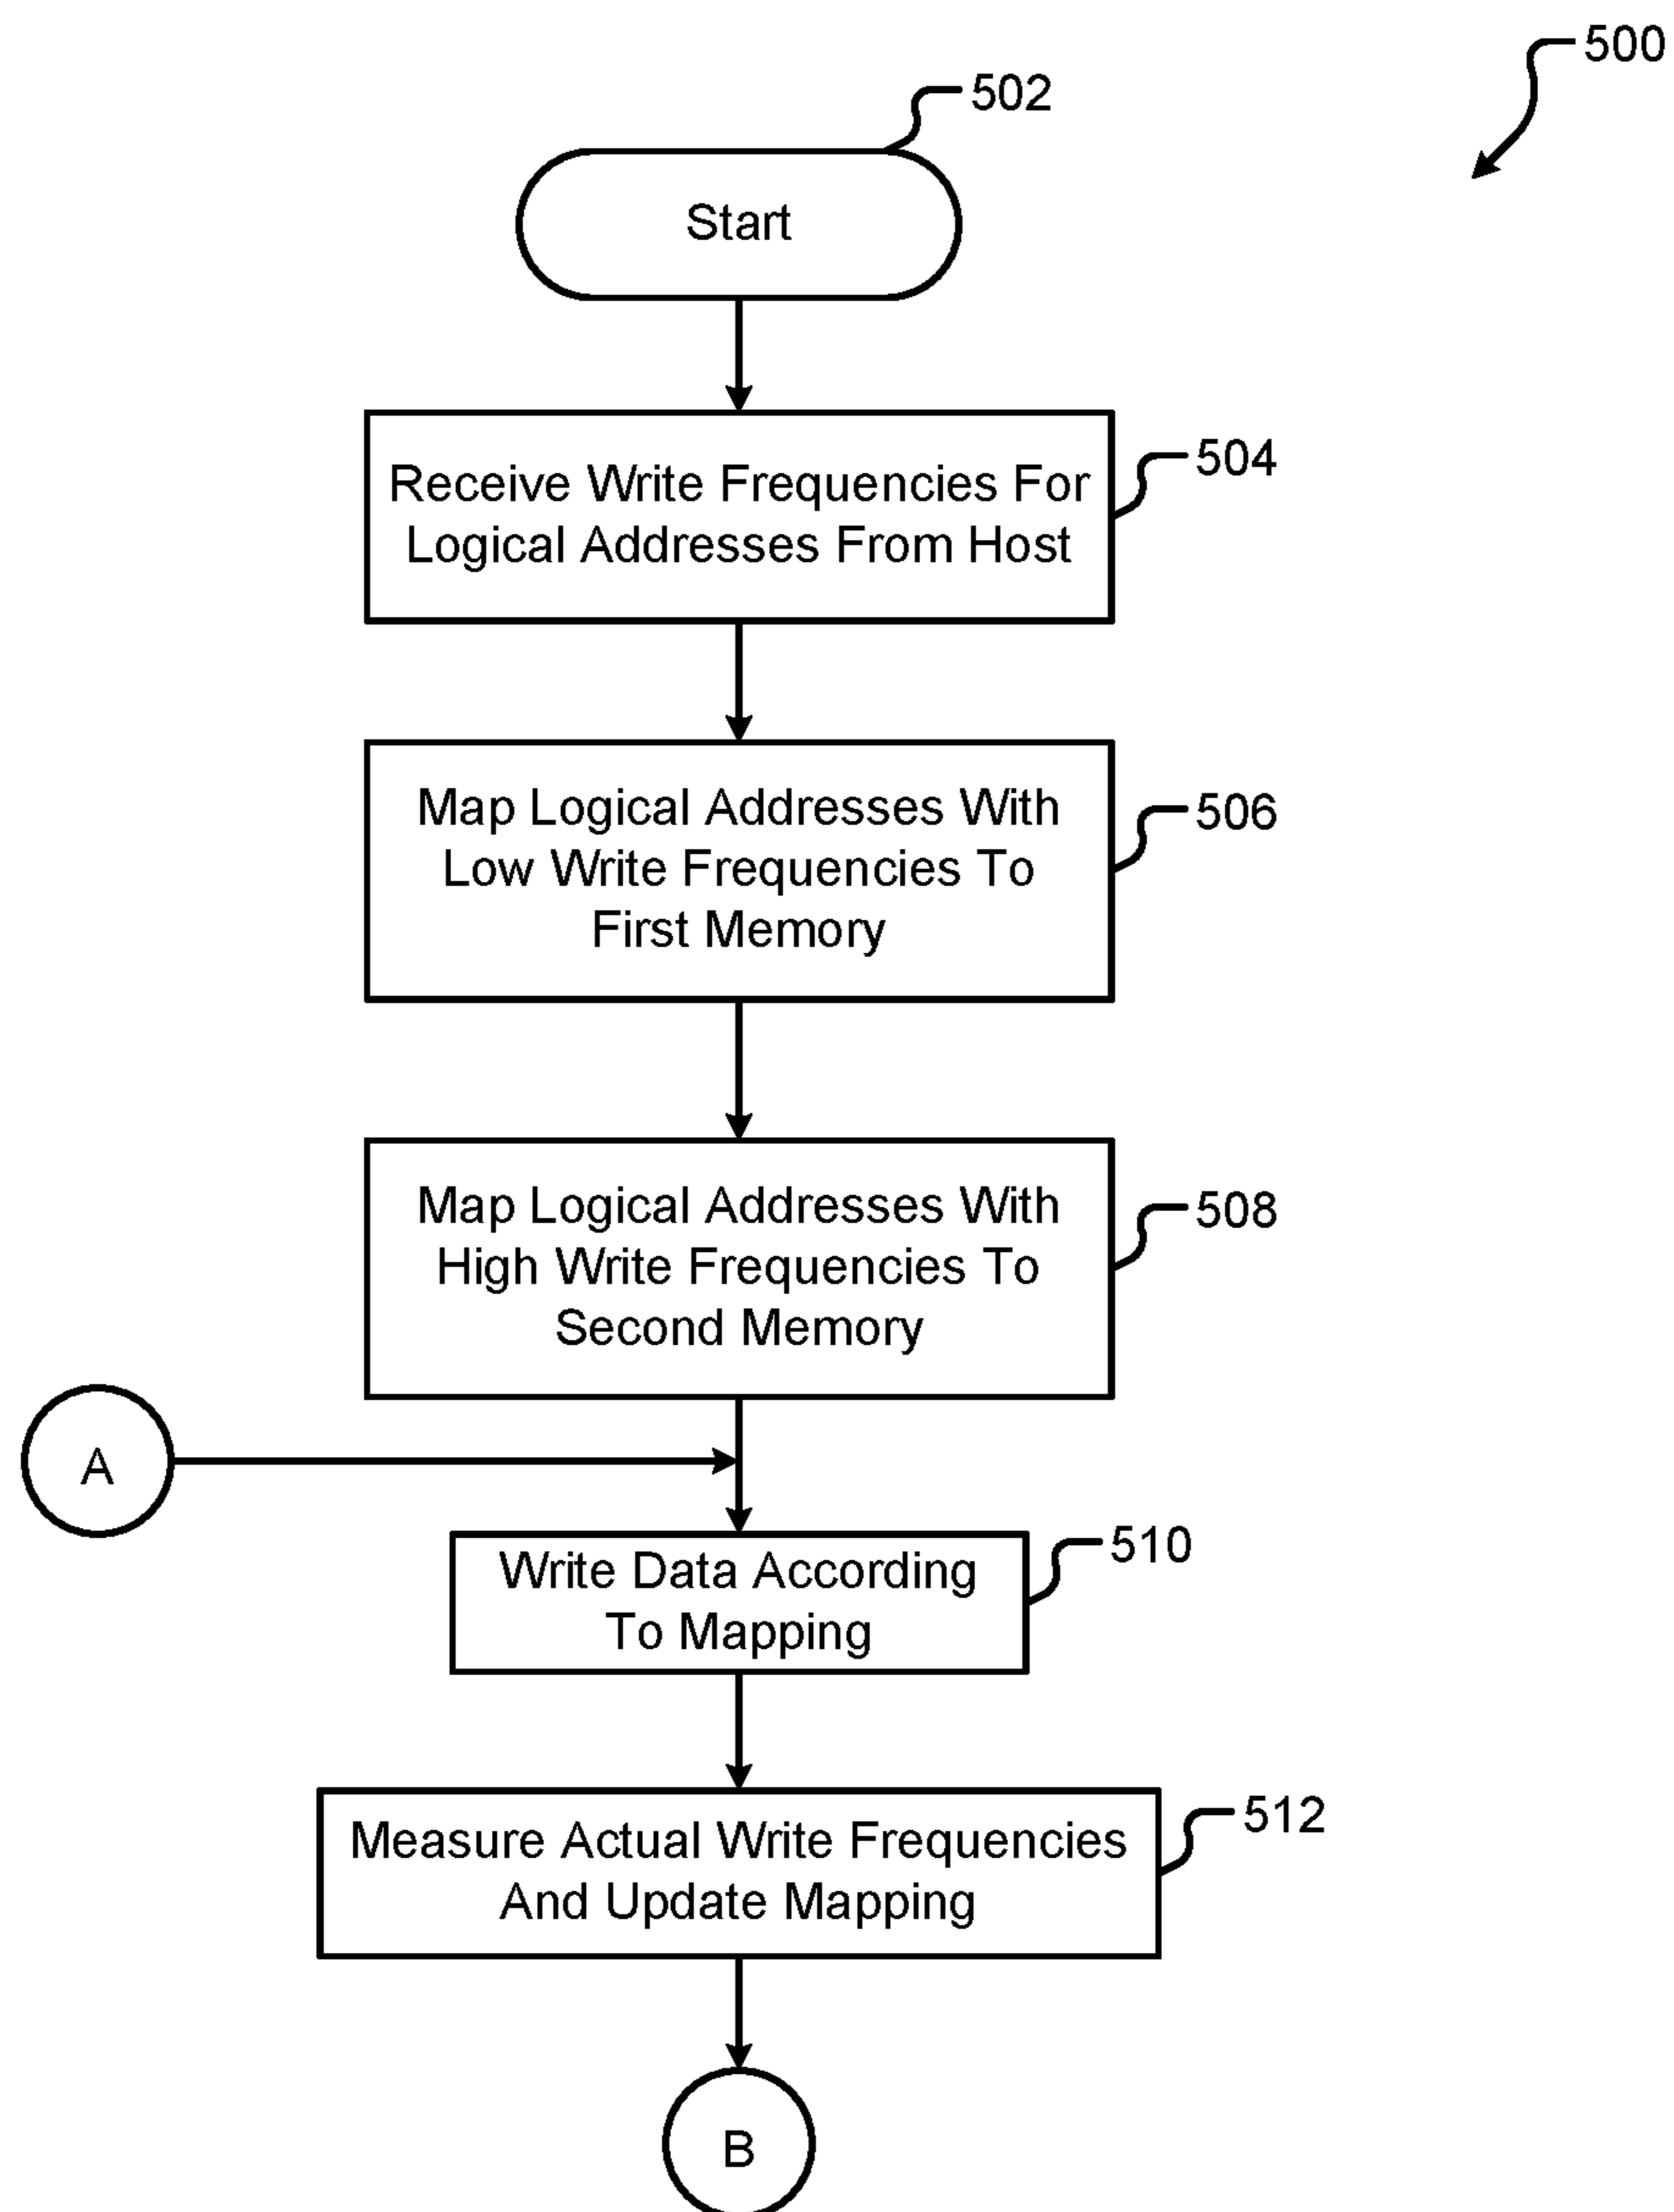 500
502
Start
Receive Write Frequencies For
Logical Addresses From Host
504
Map Logical Addresses With
Low Write Frequencies To
First Memory
506
Map Logical Addresses With
High Write Frequencies To
Second Memory
508
A
Write Data According
To Mapping
510
Measure Actual Write Frequencies
And Update Mapping
512
B